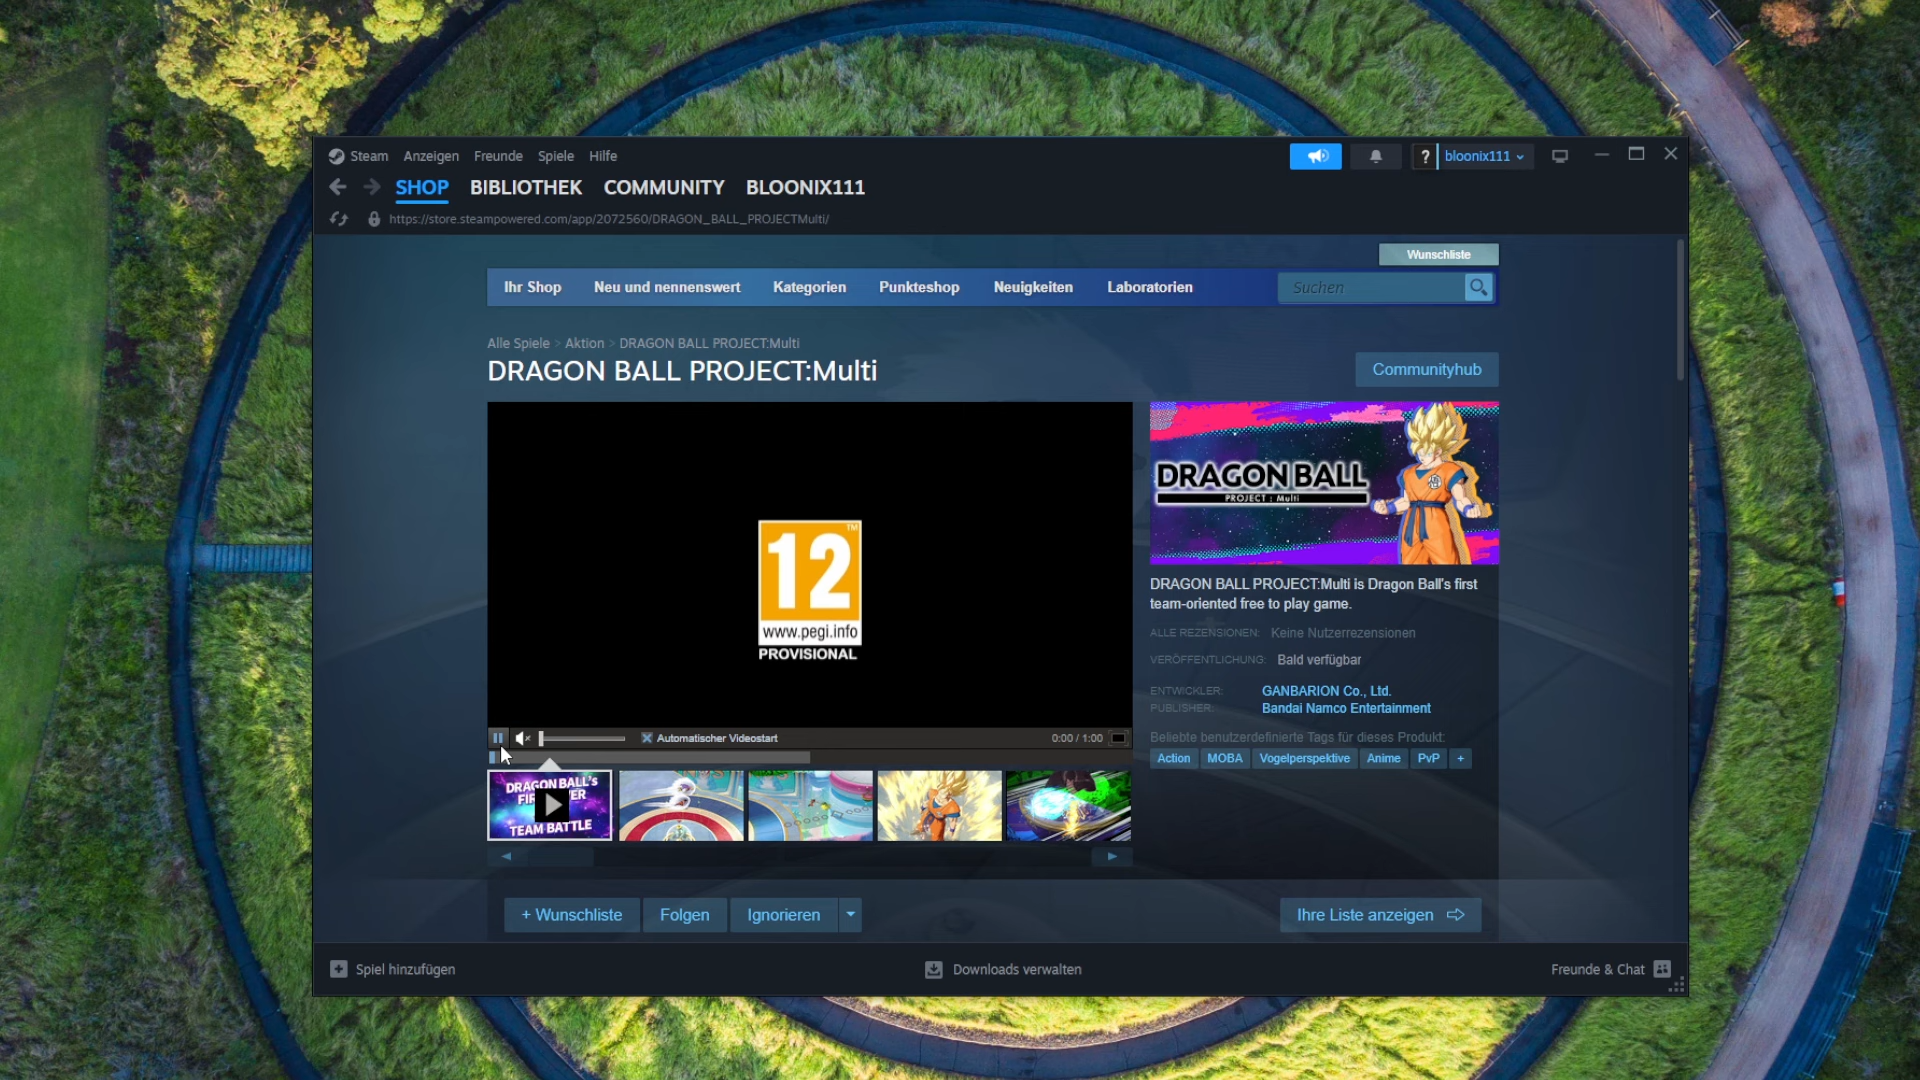 Steam Anzeigen Freunde Spiele Hilfe
? bloonix111
SHOP BIBLIOTHEK COMMUNITY BLOONIX111
https://store.steampowered.com/app/2072560/DRAGON_BALL_PROJECTMulti/
Wunschliste
Ihr Shop Neu und nennenswert Kategorien Punkteshop Neuigkeiten Laboratorien Suchen
Alle Spiele > Aktion > DRAGON BALL PROJECT:Multi
DRAGON BALL PROJECT:Multi
Communityhub
12
TM
www.pegi.info
PROVISIONAL
Automatischer Videostart 0:00 / 1:00
DRAGON BALL's
TEAM BATTLE
DRAGON BALL
PROJECT : Multi
DRAGON BALL PROJECT:Multi is Dragon Ball's first
team-oriented free to play game.
ALLE REZENSIONEN: Keine Nutzerrezensionen
VERÖFFENTLICHUNG: Bald verfügbar
ENTWICKLER: GANBARION Co., Ltd.
PUBLISHER: Bandai Namco Entertainment
Beliebte benutzerdefinierte Tags für dieses Produkt:
Action MOBA Vogelperspektive Anime PvP +
+ Wunschliste Folgen Ignorieren Ihre Liste anzeigen
Spiel hinzufügen Downloads verwalten Freunde & Chat